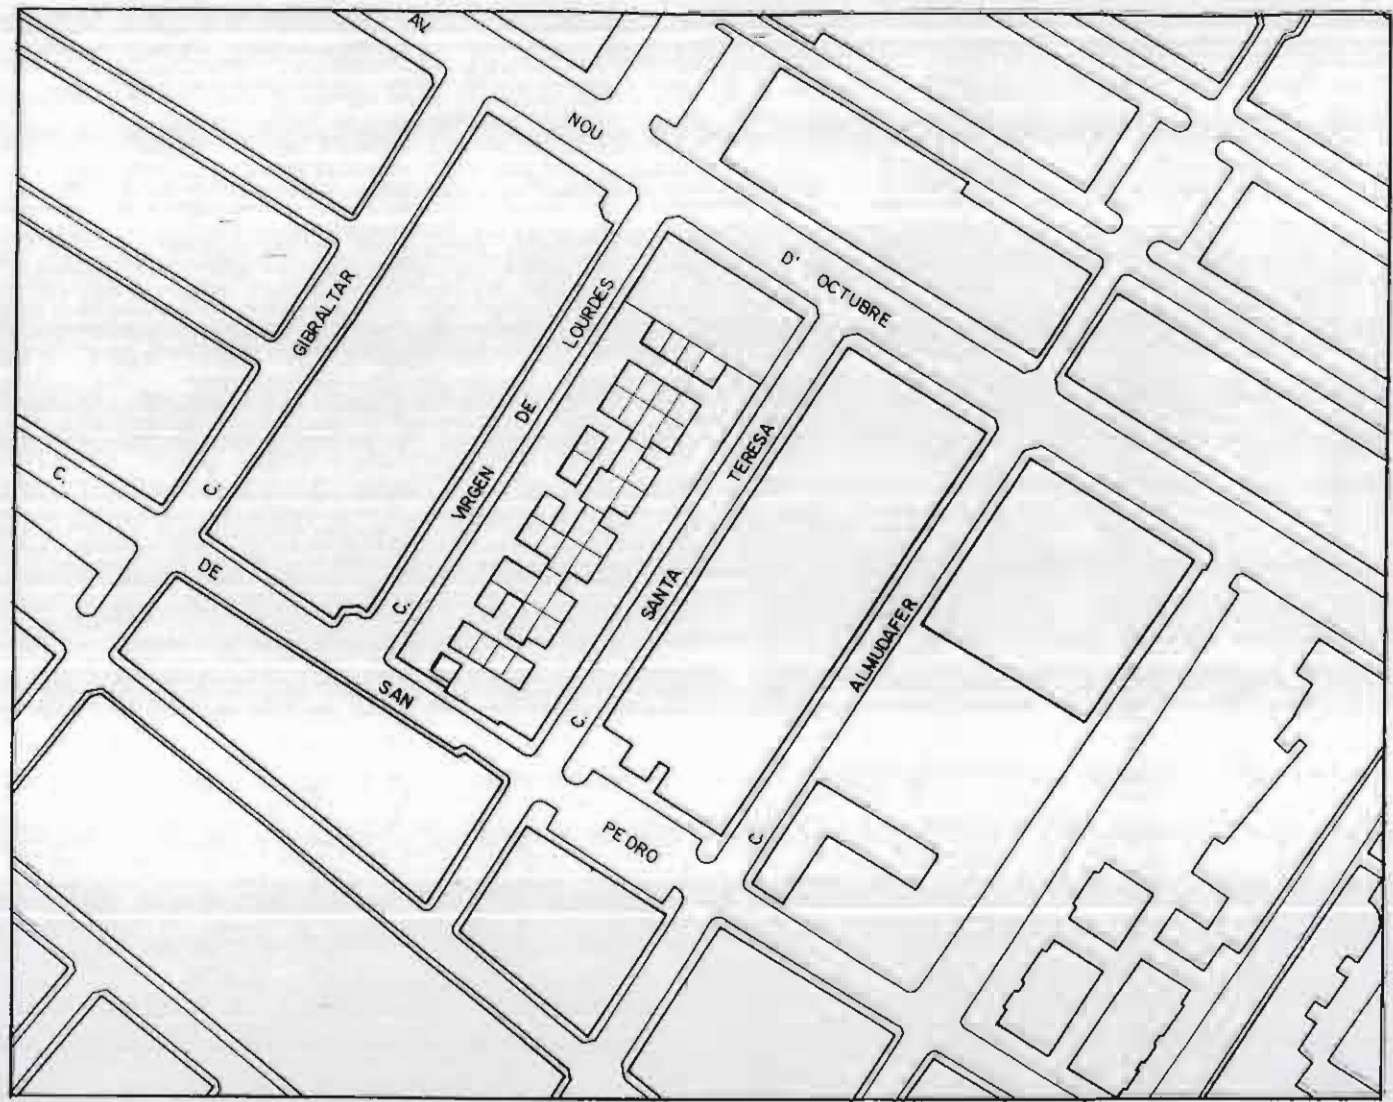 AV. NOU D' OCTUBRE
C. GIBRALTAR
C. VIRGEN DE LOURDES
C. SANTA TERESA
C. ALMUDAFER
C. DE SAN PEDRO